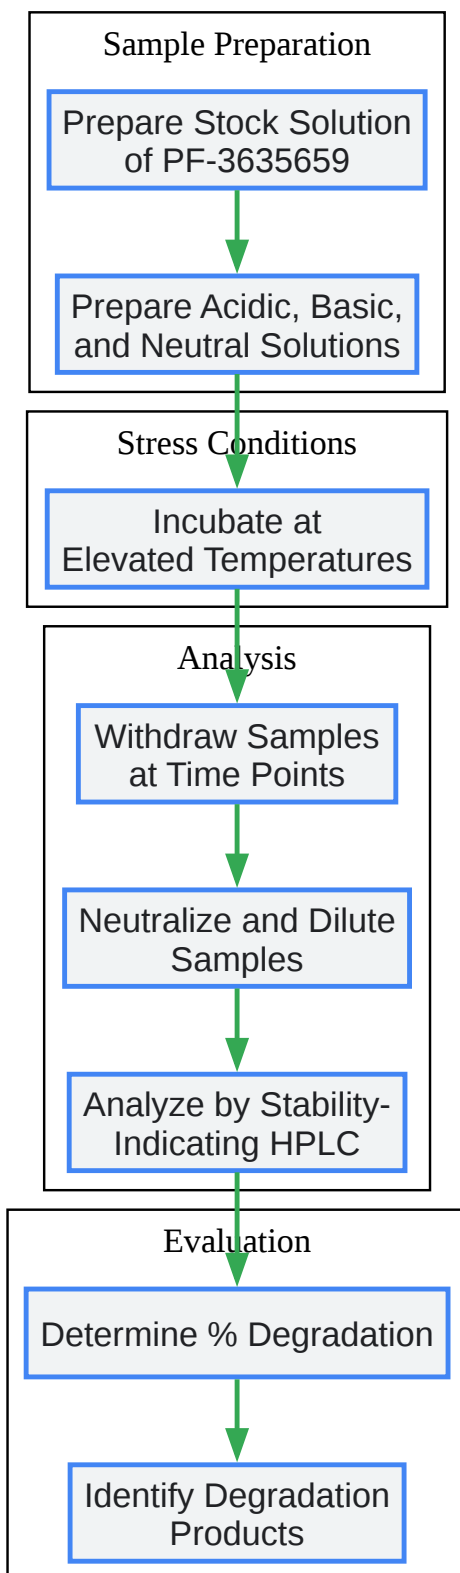 Sample Preparation
Prepare Stock Solution
of PF-3635659
Prepare Acidic, Basic,
and Neutral Solutions
Stress Conditions
Incubate at
Elevated Temperatures
Analysis
Withdraw Samples
at Time Points
Neutralize and Dilute
Samples
Analyze by Stability-
Indicating HPLC
Evaluation
Determine % Degradation
Identify Degradation
Products